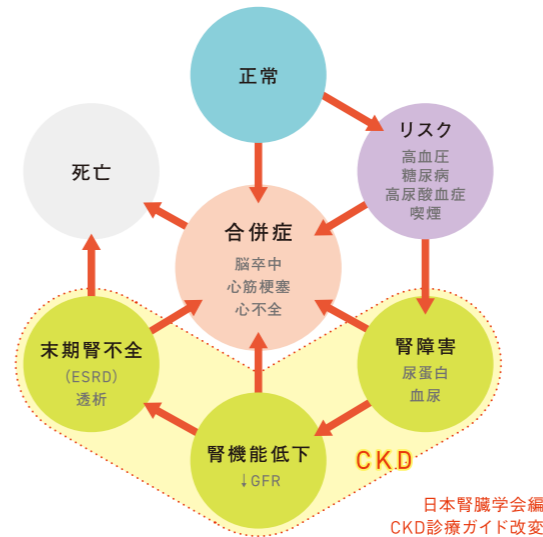 正常
リスク
高血圧
糖尿病
高尿酸血症
喫煙
死亡
合併症
脳卒中
心筋梗塞
心不全
末期腎不全
(ESRD)
透析
腎障害
尿蛋白
血尿
腎機能低下
↓GFR
CKD
日本腎臓学会編
CKD診療ガイド改変